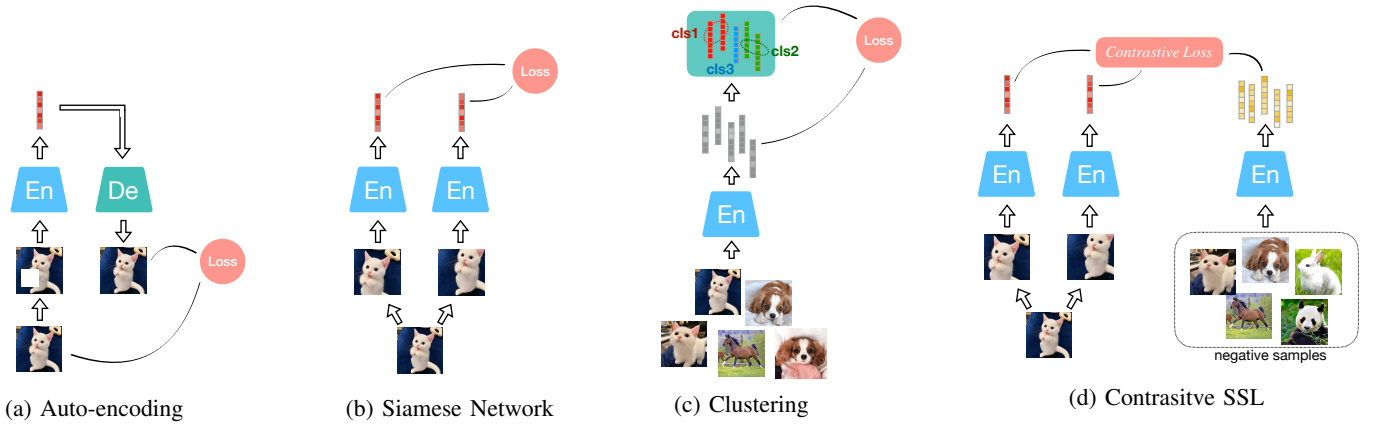 En
De
Loss
(a) Auto-encoding
Loss
En
En
(b) Siamese Network
cls1
cls2
cls3
Loss
En
(c) Clustering
Contrastive Loss
En
En
En
negative samples
(d) Contrasitve SSL